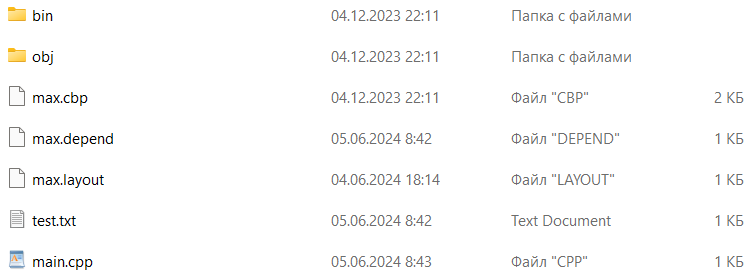 bin 04.12.2023 22:11 Папка с файлами
obj 04.12.2023 22:11 Папка с файлами
max.cbp 04.12.2023 22:11 Файл "CBP" 2 КБ
max.depend 05.06.2024 8:42 Файл "DEPEND" 1 КБ
max.layout 04.06.2024 18:14 Файл "LAYOUT" 1 КБ
test.txt 05.06.2024 8:42 Text Document 1 КБ
main.cpp 05.06.2024 8:43 Файл "CPP" 1 КБ